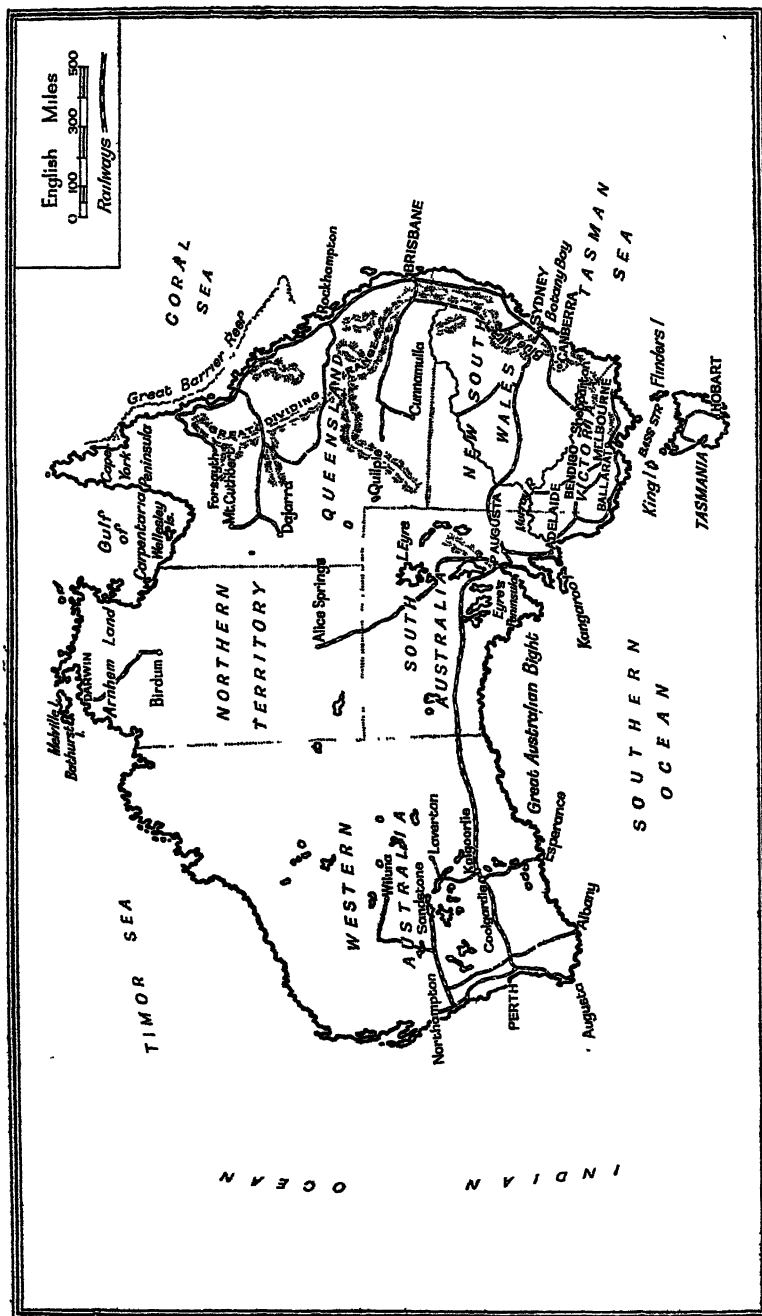 English Miles
0 100 300 500
Railways
TIMOR SEA
CORAL
SEA
Great Barrier Reef
Melville I.
Bathurst I.
DARWIN
Arnhem Land
Birdum
Gulf
of
Carpentaria
Wellesley
Is.
Cape
York
Peninsula
Forsayth
Mt. Cuthbert
Dajarra
GREAT DIVIDING
Rockhampton
QUEENSLAND
Quilpie
Cunnamulla
BRISBANE
NORTHERN
TERRITORY
Alice Springs
WESTERN
AUSTRALIA
Wiluna
Sandstone
Laverton
Kalgoorlie
Coolgardie
Northampton
PERTH
Augusta
Albany
Esperance
SOUTH
AUSTRALIA
L. Eyre
P. AUGUSTA
Eyre's
Peninsula
ADELAIDE
Kangaroo
Great Australian Bight
NEW SOUTH
WALES
Murray R.
SYDNEY
Botany Bay
CANBERRA
BENDIGO
VICTORIA
MELBOURNE
BALLARAT
TASMAN
SEA
King I.
BASS STR.
Flinders I
TASMANIA
HOBART
SOUTHERN
OCEAN
INDIAN OCEAN